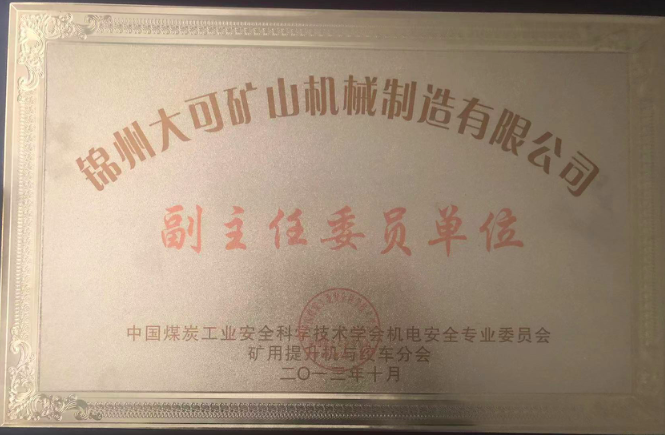 锦州大可矿山机械制造有限公司
副主任委员单位
中国煤炭工业安全科学技术学会机电安全专业委员会
矿用提升机与绞车分会
二〇一三年十月